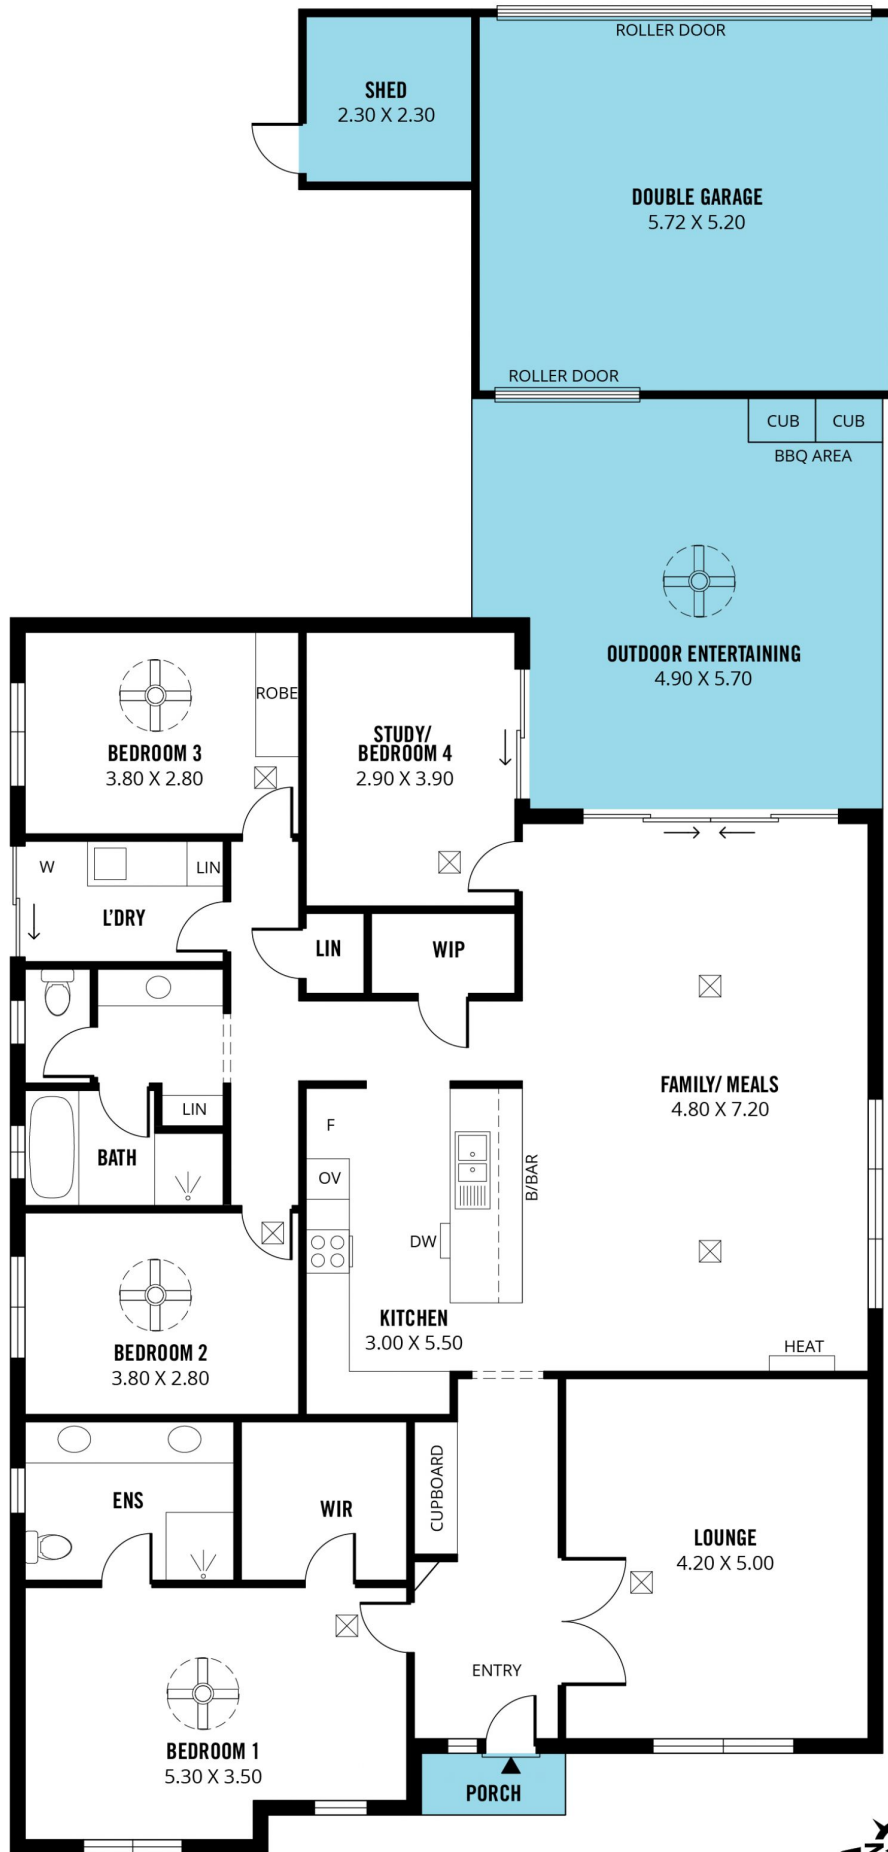 ROLLER DOOR
SHED
2.30 X 2.30
DOUBLE GARAGE
5.72 X 5.20
ROLLER DOOR
CUB
CUB
BBQ AREA
OUTDOOR ENTERTAINING
4.90 X 5.70
ROBE
BEDROOM 3
3.80 X 2.80
STUDY/
BEDROOM 4
2.90 X 3.90
W
LIN
L'DRY
LIN
WIP
FAMILY/ MEALS
4.80 X 7.20
LIN
F
BATH
OV
B/BAR
DW
KITCHEN
3.00 X 5.50
BEDROOM 2
3.80 X 2.80
HEAT
CUPBOARD
ENS
WIR
LOUNGE
4.20 X 5.00
ENTRY
BEDROOM 1
5.30 X 3.50
PORCH
N